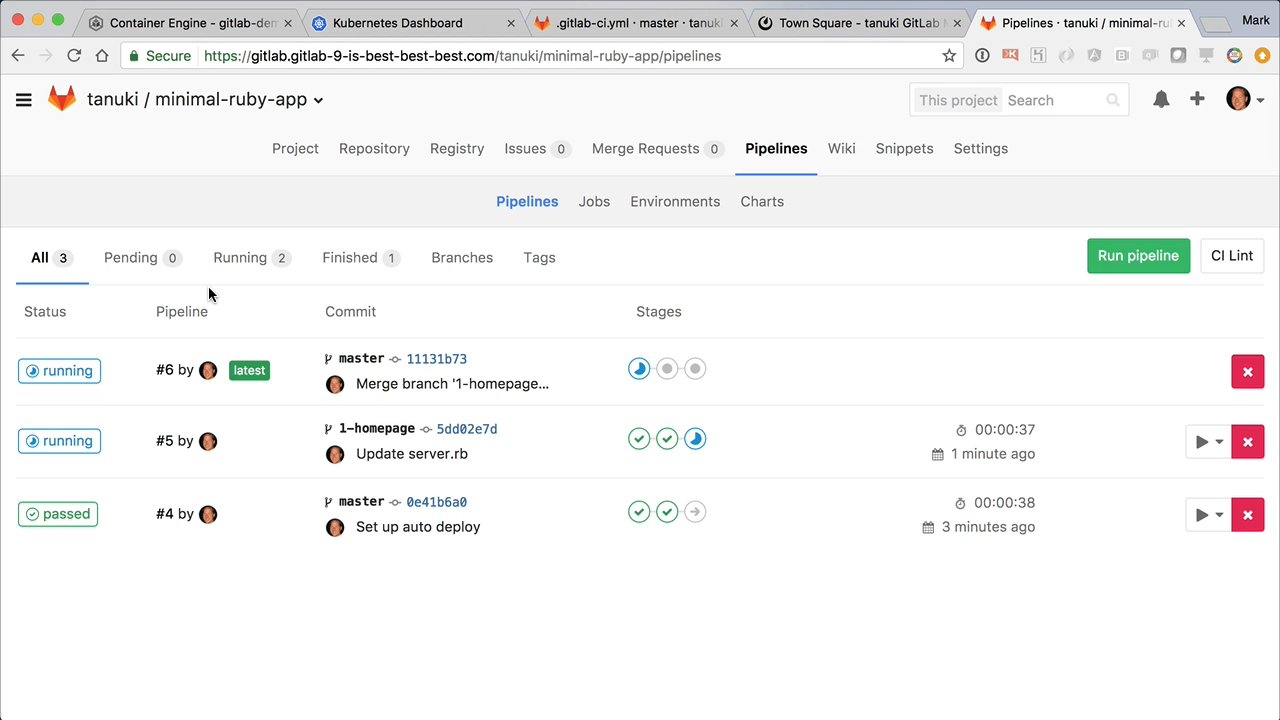 Container Engine - gitlab-den
Kubernetes Dashboard
.gitlab-ci.yml · master · tanuki
Town Square - tanuki GitLab M
Pipelines · tanuki / minimal-ru
Mark
Secure
https://gitlab.gitlab-9-is-best-best-best.com/tanuki/minimal-ruby-app/pipelines
tanuki / minimal-ruby-app
This project Search
Project Repository Registry Issues 0 Merge Requests 0 Pipelines Wiki Snippets Settings
Pipelines Jobs Environments Charts
All 3 Pending 0 Running 2 Finished 1 Branches Tags
Run pipeline CI Lint
Status Pipeline Commit Stages
running #6 by latest master 11131b73
Merge branch '1-homepage...
running #5 by 1-homepage 5dd02e7d 00:00:37
Update server.rb 1 minute ago
passed #4 by master 0e41b6a0 00:00:38
Set up auto deploy 3 minutes ago